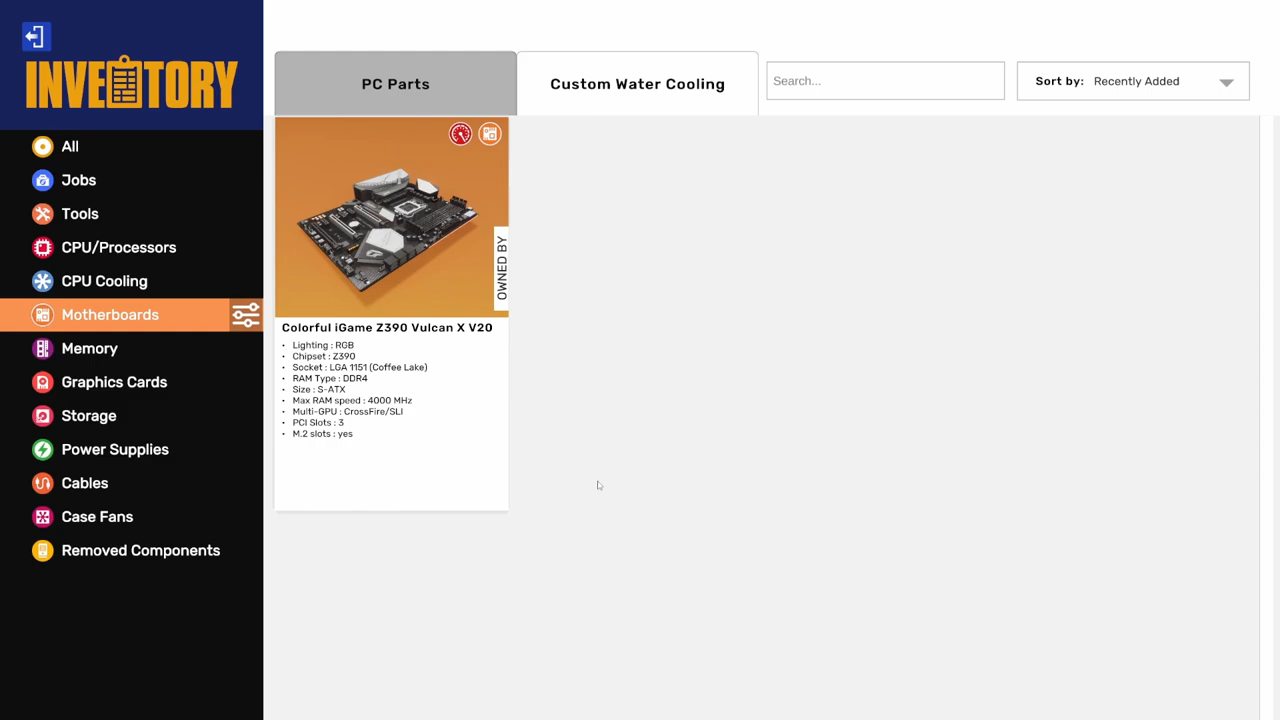 INVENTORY
All
Jobs
Tools
CPU/Processors
CPU Cooling
Motherboards
Memory
Graphics Cards
Storage
Power Supplies
Cables
Case Fans
Removed Components
PC Parts
Custom Water Cooling
Search...
Sort by: Recently Added
OWNED BY
Colorful iGame Z390 Vulcan X V20
• Lighting : RGB
• Chipset : Z390
• Socket : LGA 1151 (Coffee Lake)
• RAM Type : DDR4
• Size : S-ATX
• Max RAM speed : 4000 MHz
• Multi-GPU : CrossFire/SLI
• PCI Slots : 3
• M.2 slots : yes